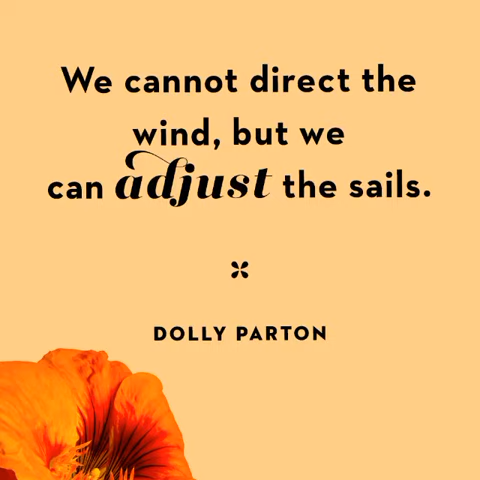 We cannot direct the
wind, but we
can adjust the sails.
DOLLY PARTON